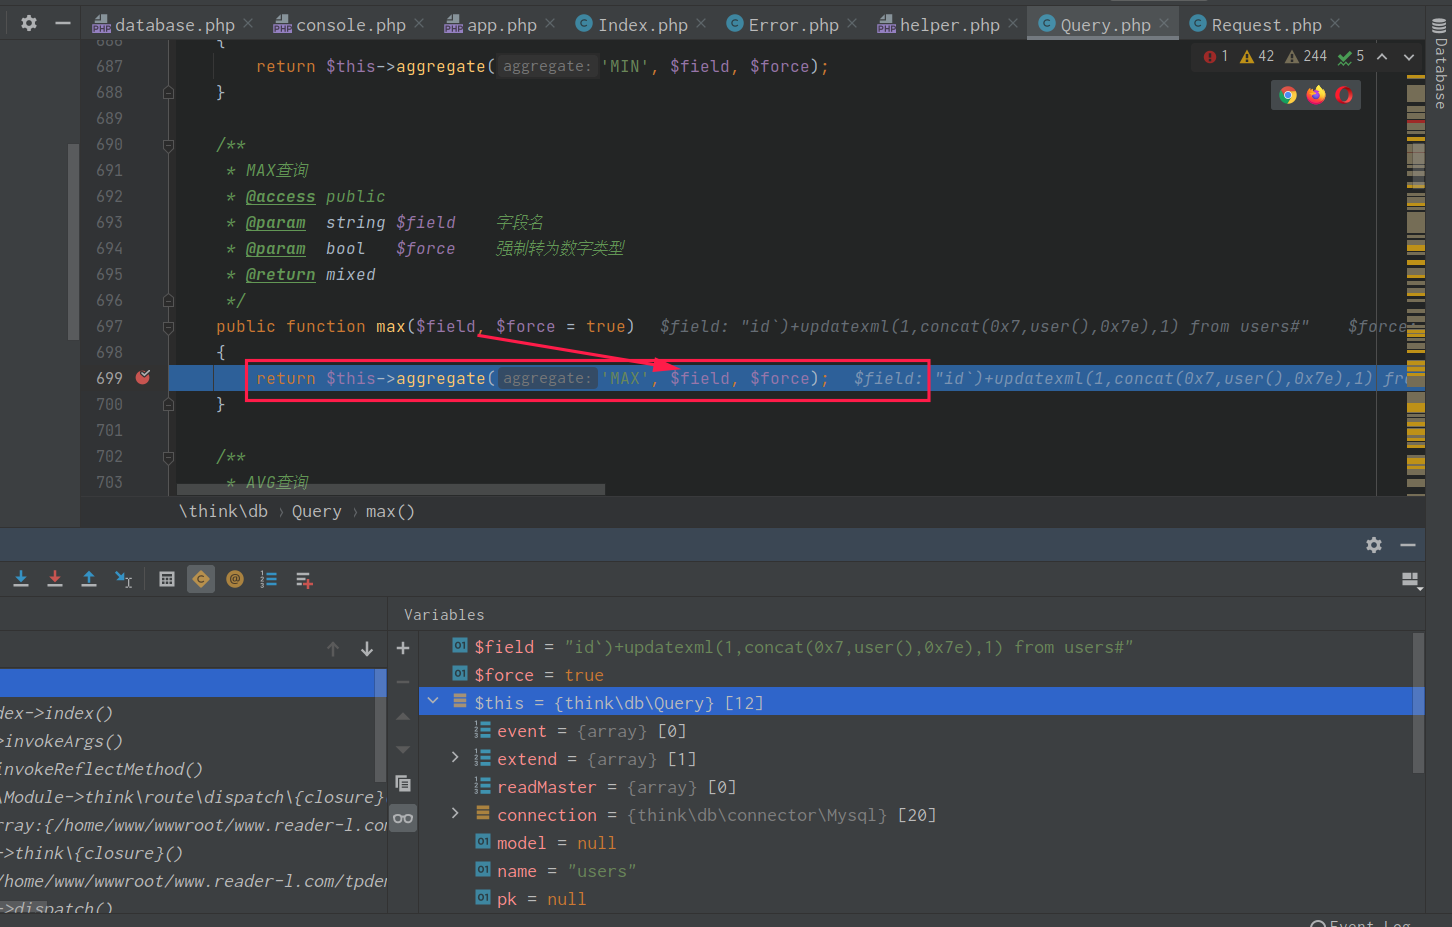 database.php console.php app.php Index.php Error.php helper.php Query.php Request.php
Database
1 42 244 5
686 {
687 return $this->aggregate( aggregate: 'MIN', $field, $force);
688 }
689
690 /**
691 * MAX查询
692 * @access public
693 * @param string $field 字段名
694 * @param bool $force 强制转为数字类型
695 * @return mixed
696 */
697 public function max($field, $force = true) $field: "id`)+updatexml(1,concat(0x7,user(),0x7e),1) from users#" $force:
698 {
699 return $this->aggregate( aggregate: 'MAX', $field, $force); $field: "id`)+updatexml(1,concat(0x7,user(),0x7e),1) fro
700 }
701
702 /**
703 * AVG查询
\think\db › Query › max()
Variables
$field = "id`)+updatexml(1,concat(0x7,user(),0x7e),1) from users#"
$force = true
$this = {think\db\Query} [12]
event = {array} [0]
extend = {array} [1]
readMaster = {array} [0]
connection = {think\db\connector\Mysql} [20]
model = null
name = "users"
pk = null
dex->index()
>invokeArgs()
invokeReflectMethod()
\Module->think\route\dispatch\{closure}
rray:{/home/www/wwwroot/www.reader-l.com
->think\{closure}()
/home/www/wwwroot/www.reader-l.com/tpdem
->dispatch()
Event Log